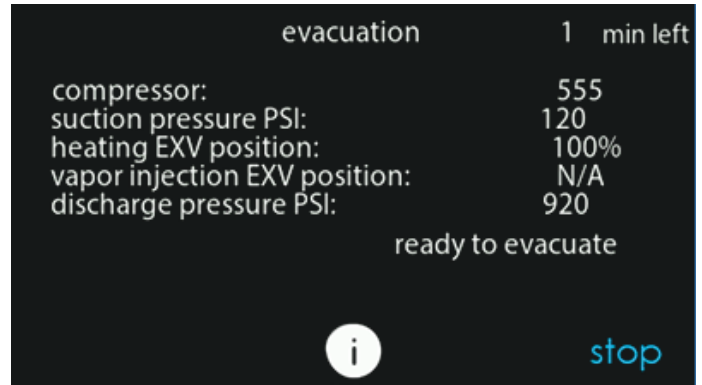 evacuation 1 min left
compressor: 555
suction pressure PSI: 120
heating EXV position: 100%
vapor injection EXV position: N/A
discharge pressure PSI: 920
ready to evacuate
i
stop